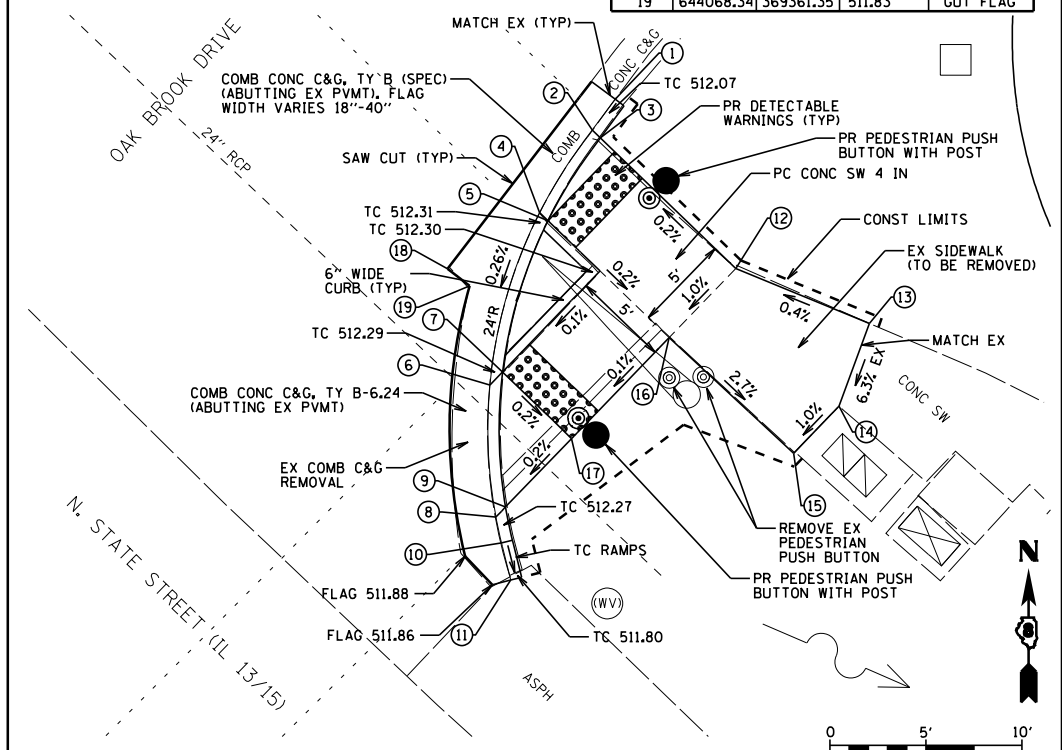 19 644068.34 369361.35 511.83 GUT FLAG
MATCH EX (TYP)
CONC C&G
1
OAK BROOK DRIVE
COMB CONC C&G, TY B (SPEC)
(ABUTTING EX PVMT). FLAG
WIDTH VARIES 18"-40"
2
TC 512.07
3
PR DETECTABLE
WARNINGS (TYP)
COMB
24" RCP
SAW CUT (TYP)
4
PR PEDESTRIAN PUSH
BUTTON WITH POST
PC CONC SW 4 IN
5
TC 512.31
TC 512.30
0.2%
12
CONST LIMITS
18
0.26%
6" WIDE
CURB (TYP)
0.2%
5'
1.0%
EX SIDEWALK
(TO BE REMOVED)
19
24'R
5'
0.1%
0.4%
13
7
TC 512.29
MATCH EX
6
0.1%
16
2.7%
6.3% EX
CONC SW
COMB CONC C&G, TY B-6.24
(ABUTTING EX PVMT)
0.2%
1.0%
14
EX COMB C&G
REMOVAL
0.2%
17
15
9
8
TC 512.27
REMOVE EX
PEDESTRIAN
PUSH BUTTON
10
TC RAMPS
N. STATE STREET (IL 13/15)
FLAG 511.88
PR PEDESTRIAN PUSH
BUTTON WITH POST
N
8
(WV)
FLAG 511.86
11
TC 511.80
ASPH
0 5' 10'